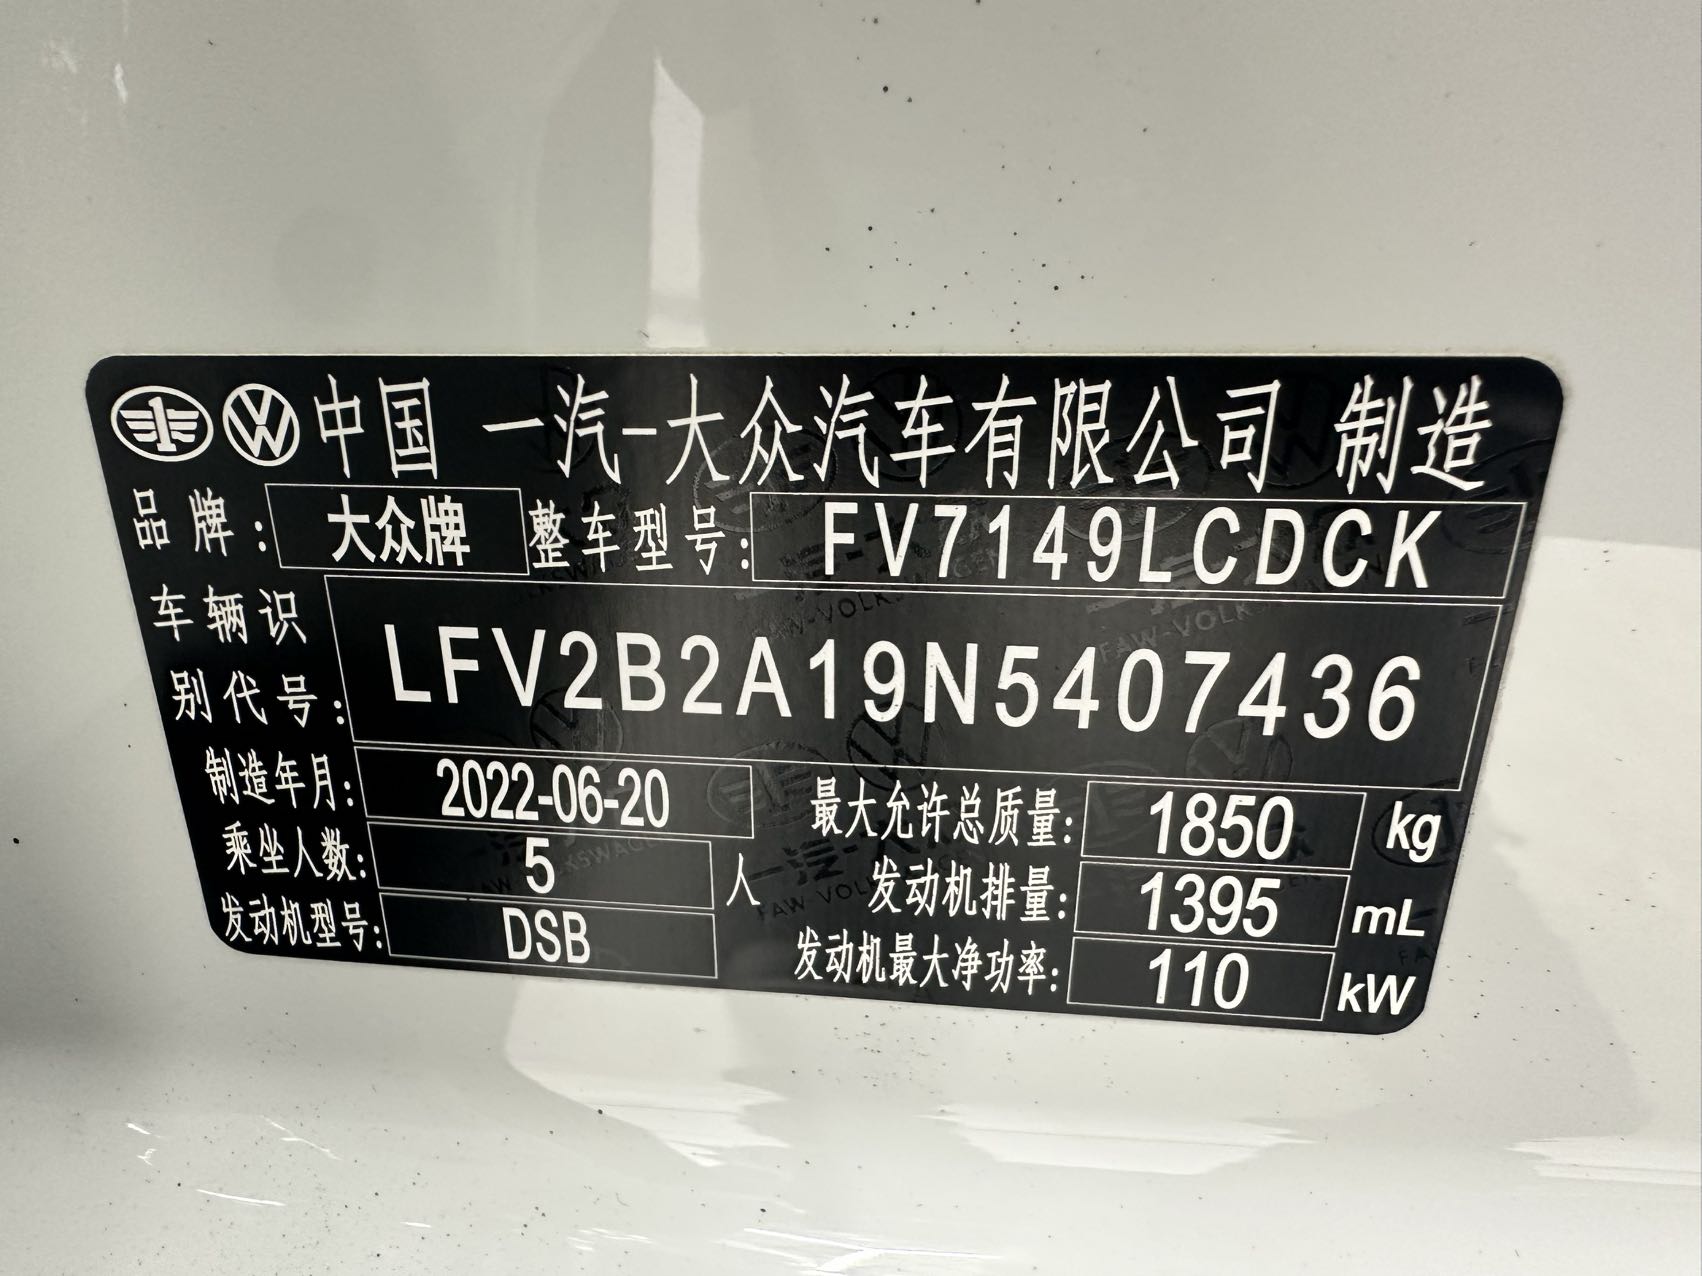 中国 一汽-大众汽车有限公司 制造
品牌: 大众牌 整车型号: FV7149LCDCK
车辆识别代号: LFV2B2A19N5407436
制造年月: 2022-06-20 最大允许总质量: 1850 kg
乘坐人数: 5 人 发动机排量: 1395 mL
发动机型号: DSB 发动机最大净功率: 110 kW